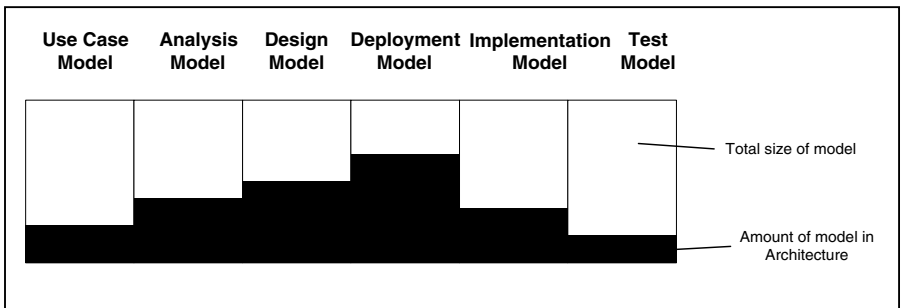 Use Case Model
Analysis Model
Design Model
Deployment Model
Implementation Model
Test Model
Total size of model
Amount of model in
Architecture